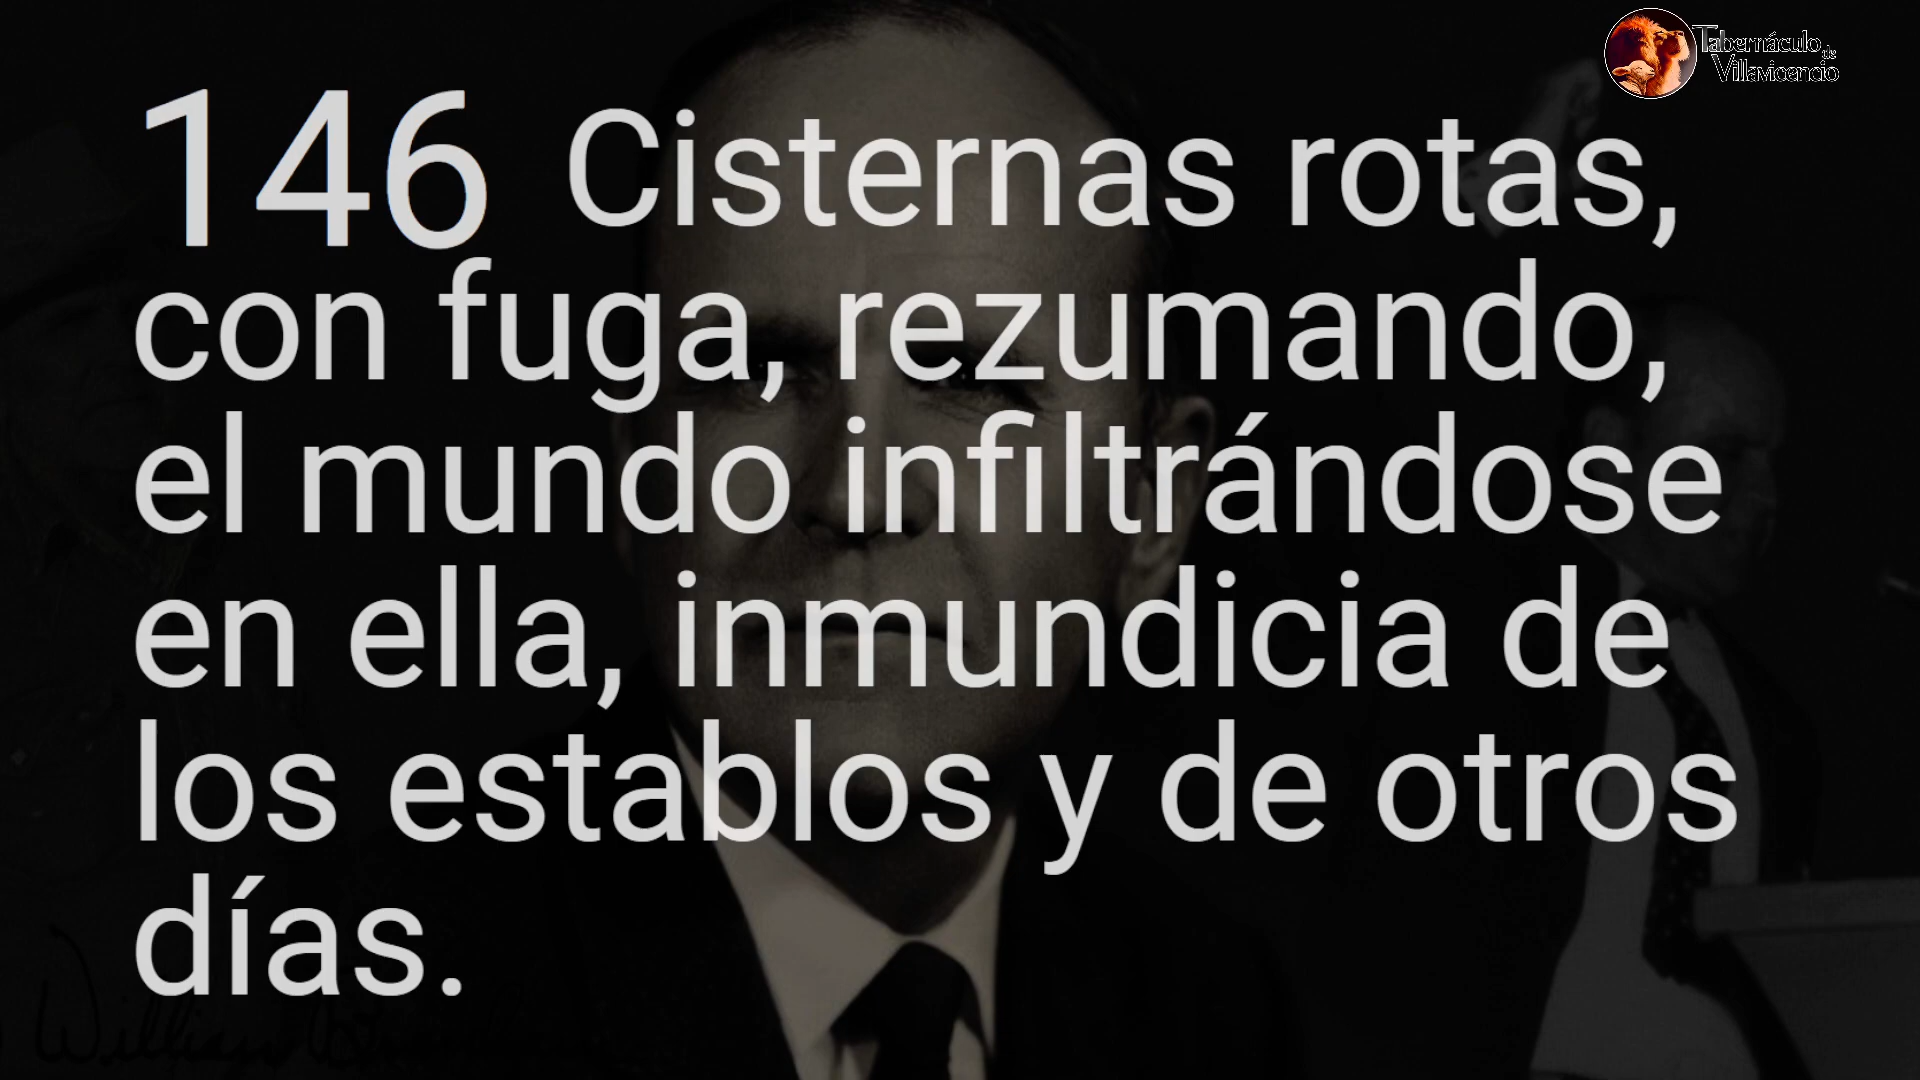 Tabernáculo
de
Villavicencio
146 Cisternas rotas,
con fuga, rezumando,
el mundo infiltrándose
en ella, inmundicia de
los establos y de otros
días.
William